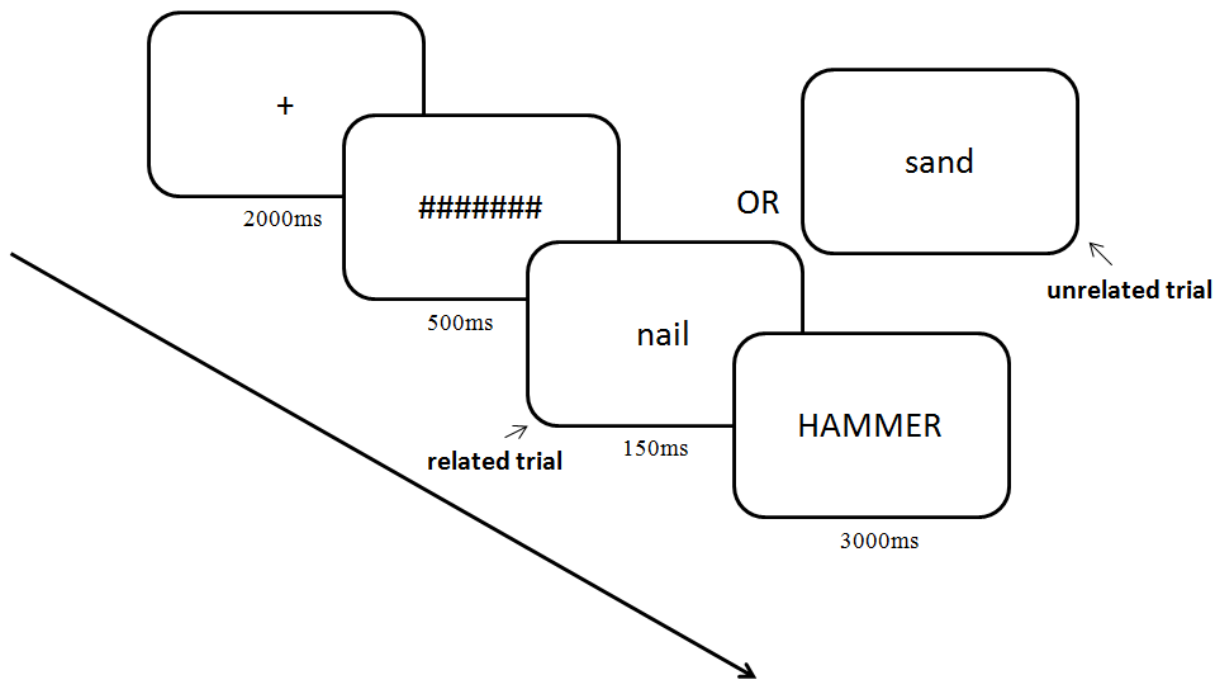 +
2000ms
#######
500ms
nail
150ms
related trial
OR
sand
unrelated trial
HAMMER
3000ms